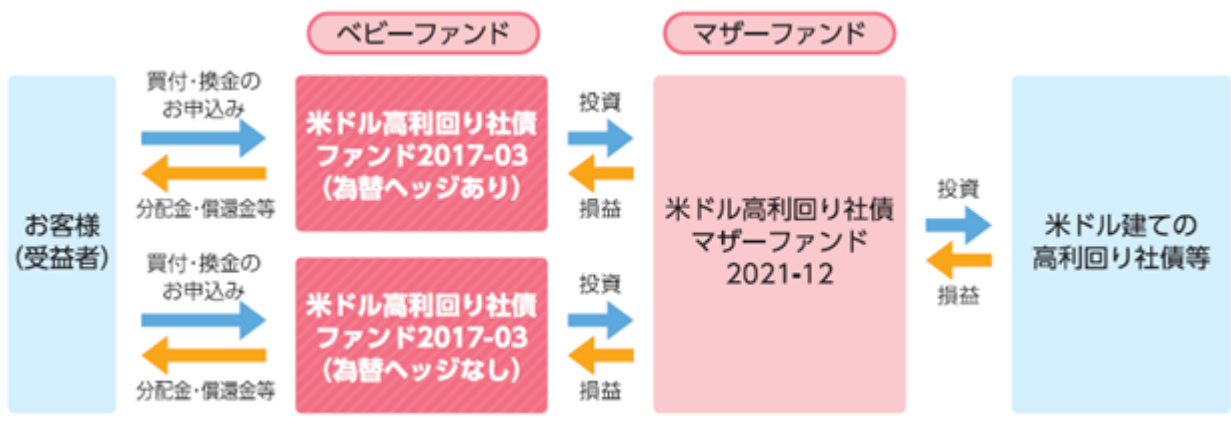 ベビーファンド
マザーファンド
お客様
(受益者)
買付・換金の
お申込み
分配金・償還金等
買付・換金の
お申込み
分配金・償還金等
米ドル高利回り社債
ファンド2017-03
(為替ヘッジあり)
米ドル高利回り社債
ファンド2017-03
(為替ヘッジなし)
投資
損益
投資
損益
米ドル高利回り社債
マザーファンド
2021-12
投資
損益
米ドル建ての
高利回り社債等